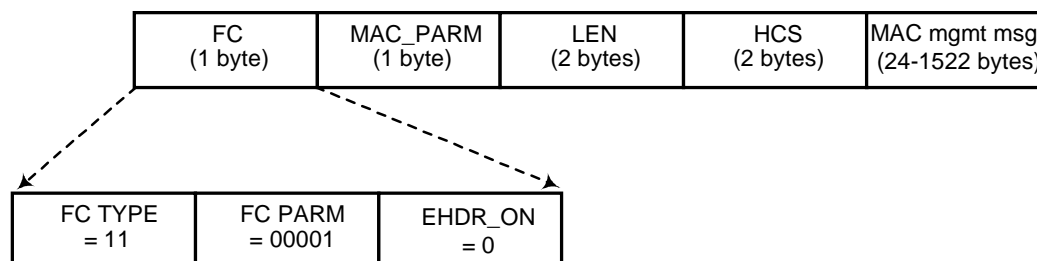 FC
(1 byte)
MAC_PARM
(1 byte)
LEN
(2 bytes)
HCS
(2 bytes)
MAC mgmt msg
(24-1522 bytes)
FC TYPE
= 11
FC PARM
= 00001
EHDR_ON
= 0